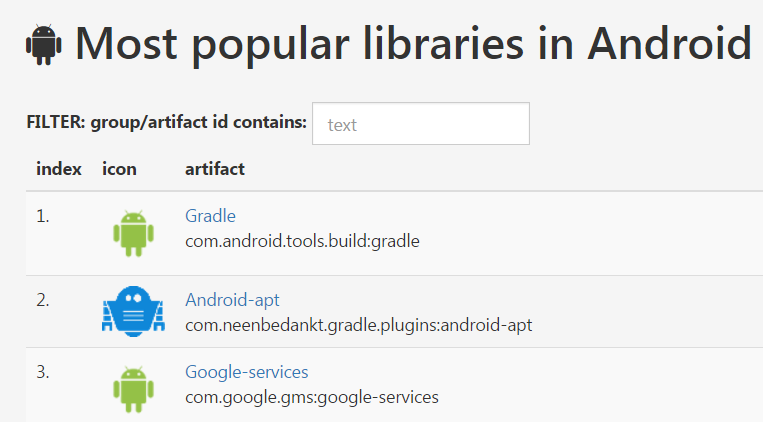 Most popular libraries in Android
FILTER: group/artifact id contains: text
index icon artifact
1. Gradle
com.android.tools.build:gradle
2. Android-apt
com.neenbedankt.gradle.plugins:android-apt
3. Google-services
com.google.gms:google-services